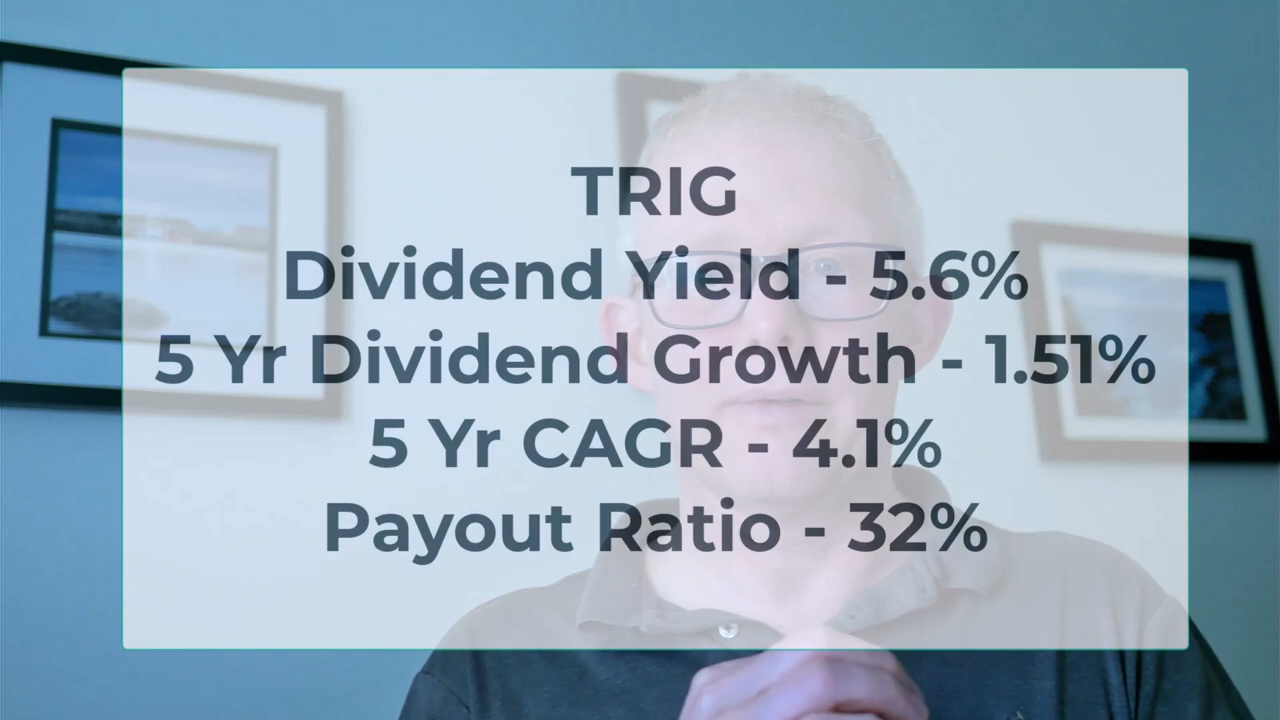 TRIG
Dividend Yield - 5.6%
5 Yr Dividend Growth - 1.51%
5 Yr CAGR - 4.1%
Payout Ratio - 32%